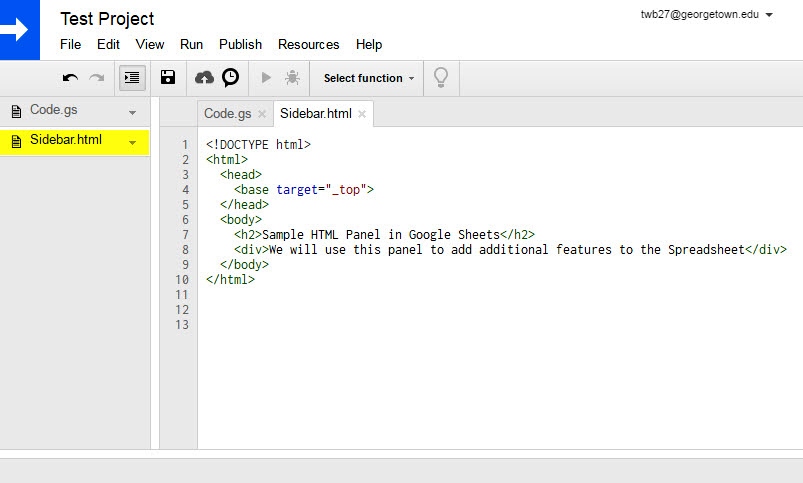 Test Project
twb27@georgetown.edu
File Edit View Run Publish Resources Help
Select function
Code.gs
Sidebar.html
Code.gs Sidebar.html
1 <!DOCTYPE html>
2 <html>
3   <head>
4     <base target="_top">
5   </head>
6   <body>
7     <h2>Sample HTML Panel in Google Sheets</h2>
8     <div>We will use this panel to add additional features to the Spreadsheet</div>
9   </body>
10 </html>
11
12
13